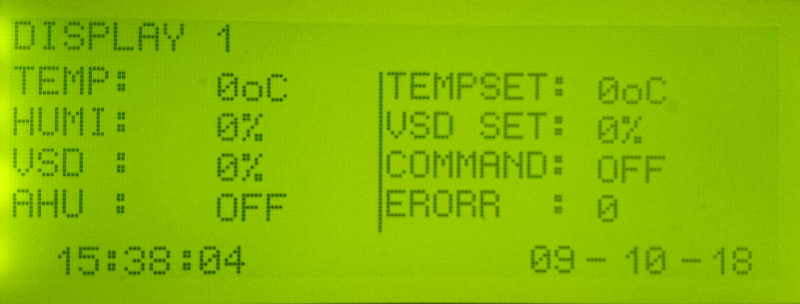 DISPLAY 1
TEMP: 0oC TEMPSET: 0oC
HUMI: 0% VSD SET: 0%
VSD : 0% COMMAND: OFF
AHU : OFF ERORR : 0
15:38:04 09-10-18